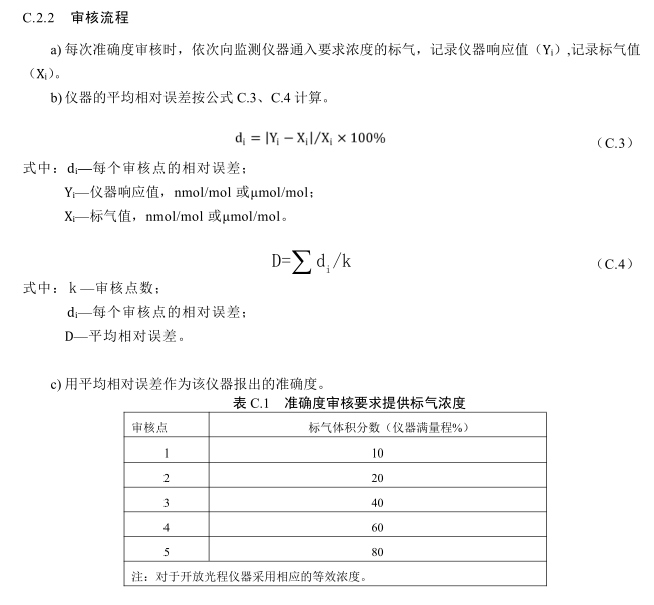 C.2.2 审核流程
a) 每次准确度审核时，依次向监测仪器通入要求浓度的标气，记录仪器响应值（Yᵢ）,记录标气值
（Xᵢ）。
b) 仪器的平均相对误差按公式 C.3、C.4 计算。
dᵢ = |Yᵢ − Xᵢ|/Xᵢ × 100% （C.3）
式中：dᵢ—每个审核点的相对误差；
Yᵢ—仪器响应值，nmol/mol 或μmol/mol；
Xᵢ—标气值，nmol/mol 或μmol/mol。
D=∑ dᵢ/k （C.4）
式中：k—审核点数；
dᵢ—每个审核点的相对误差；
D—平均相对误差。
c) 用平均相对误差作为该仪器报出的准确度。
表 C.1 准确度审核要求提供标气浓度
审核点 标气体积分数（仪器满量程%）
1 10
2 20
3 40
4 60
5 80
注：对于开放光程仪器采用相应的等效浓度。